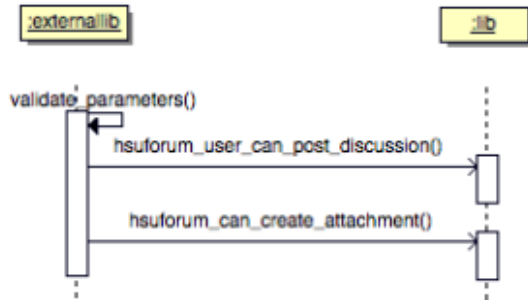 :externallib
:lib
validate_parameters()
hsuforum_user_can_post_discussion()
hsuforum_can_create_attachment()